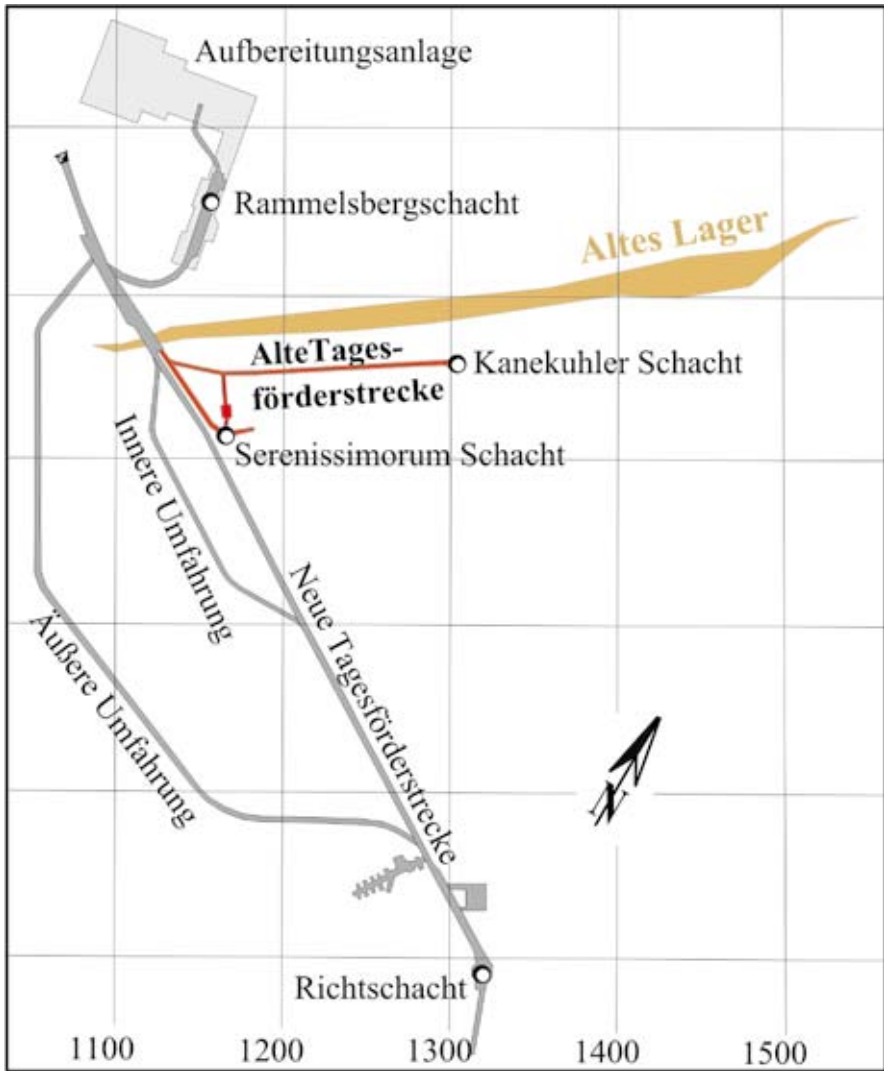 Aufbereitungsanlage
Rammelsbergschacht
Altes Lager
AlteTages-
förderstrecke
Kanekuhler Schacht
Serenissimorum Schacht
Innere Umfahrung
Neue Tagesförderstrecke
Äußere Umfahrung
N
Richtschacht
1100 1200 1300 1400 1500